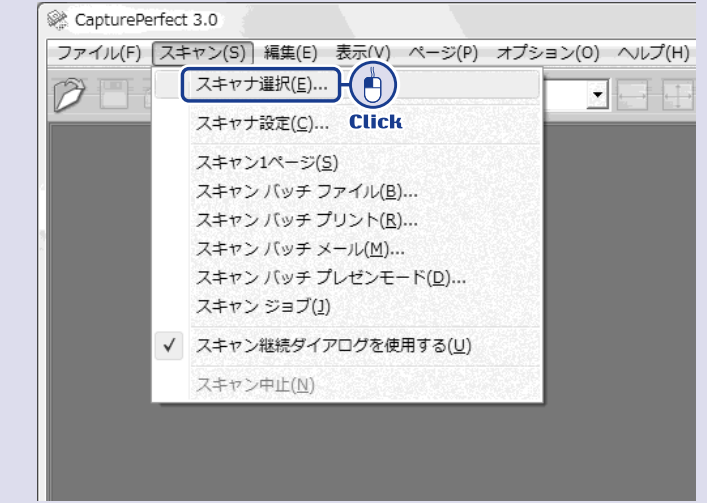 CapturePerfect 3.0
ファイル(F) スキャン(S) 編集(E) 表示(V) ページ(P) オプション(O) ヘルプ(H)
スキャナ選択(E)...
Click
スキャナ設定(C)...
スキャン1ページ(S)
スキャン バッチ ファイル(B)...
スキャン バッチ プリント(R)...
スキャン バッチ メール(M)...
スキャン バッチ プレゼンモード(D)...
スキャン ジョブ(J)
スキャン継続ダイアログを使用する(U)
スキャン中止(N)